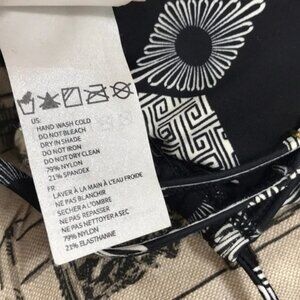 US:
HAND WASH COLD
DO NOT BLEACH
DRY IN SHADE
DO NOT IRON
DO NOT DRY CLEAN
79% NYLON
21% SPANDEX
FR:
LAVER À LA MAIN À L'EAU FROIDE
NE PAS BLANCHIR
SECHER A L'OMBRE
NE PAS REPASSER
NE PAS NETTOYER A SEC
79% NYLON
21% ELASTHANNE